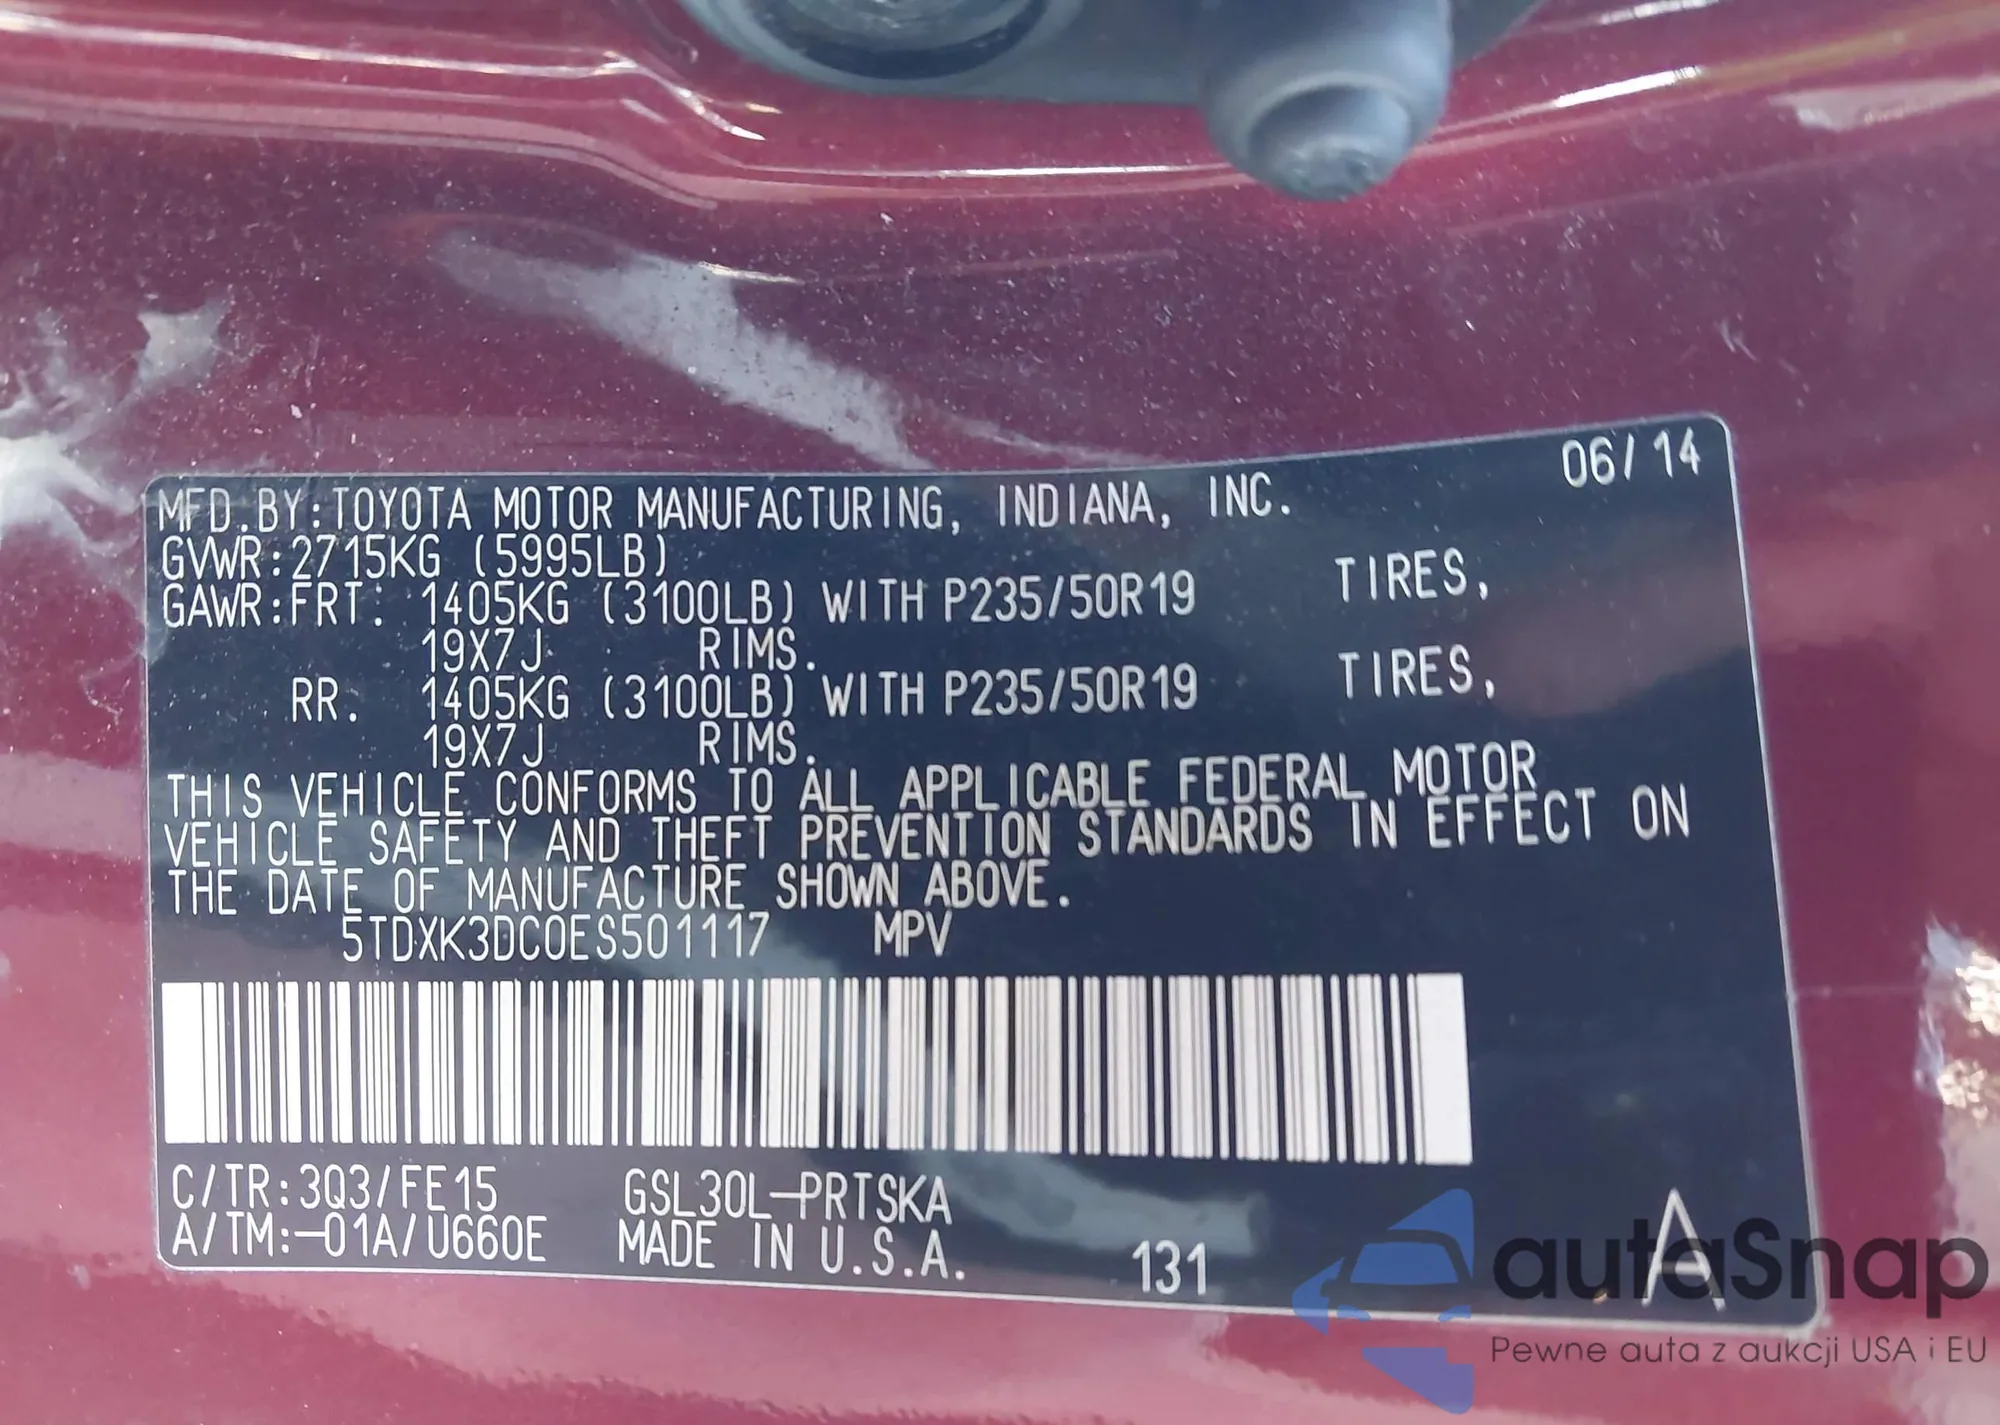 06/14
MFD.BY:TOYOTA MOTOR MANUFACTURING, INDIANA, INC.
GVWR:2715KG (5995LB)
GAWR:FRT: 1405KG (3100LB) WITH P235/50R19 TIRES,
19X7J RIMS.
RR. 1405KG (3100LB) WITH P235/50R19 TIRES,
19X7J RIMS.
THIS VEHICLE CONFORMS TO ALL APPLICABLE FEDERAL MOTOR
VEHICLE SAFETY AND THEFT PREVENTION STANDARDS IN EFFECT ON
THE DATE OF MANUFACTURE SHOWN ABOVE.
5TDXK3DC0ES501117 MPV
C/TR:3Q3/FE15 GSL30L-PRTSKA
A/TM:-01A/U660E MADE IN U.S.A. 131 A
autaSnap
Pewne auta z aukcji USA i EU